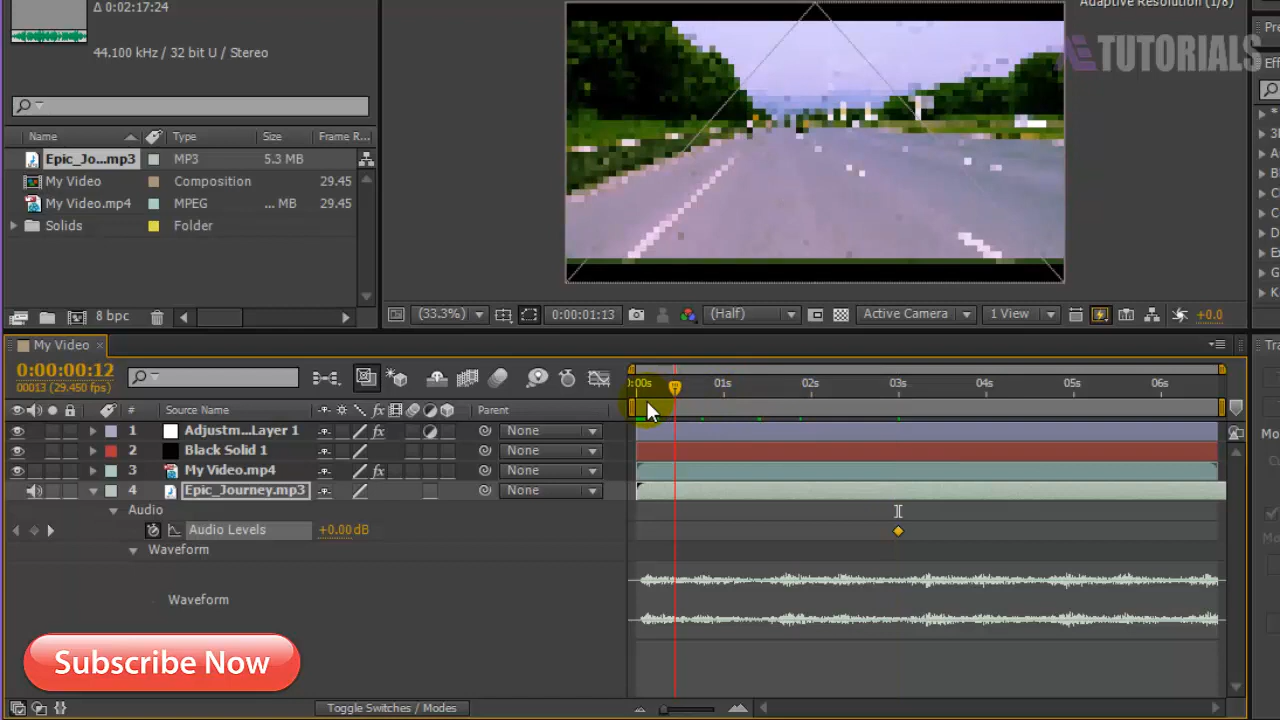 Δ 0:02:17:24
44.100 kHz / 32 bit U / Stereo
Adaptive Resolution (1/8)
TUTORIALS
Name Type Size Frame R...
Epic_Jo...mp3 MP3 5.3 MB
My Video Composition 29.45
My Video.mp4 MPEG ... MB 29.45
Solids Folder
8 bpc
(33.3%) 0:00:01:13 (Half) Active Camera 1 View +0.0
My Video
0:00:00:12
00013 (29.450 fps)
0:00s 01s 02s 03s 04s 05s 06s
# Source Name fx Parent
1 Adjustm...Layer 1 fx None
2 Black Solid 1 None
3 My Video.mp4 fx None
4 Epic_Journey.mp3 None
Audio
Audio Levels +0.00dB
Waveform
Waveform
Subscribe Now
Toggle Switches / Modes